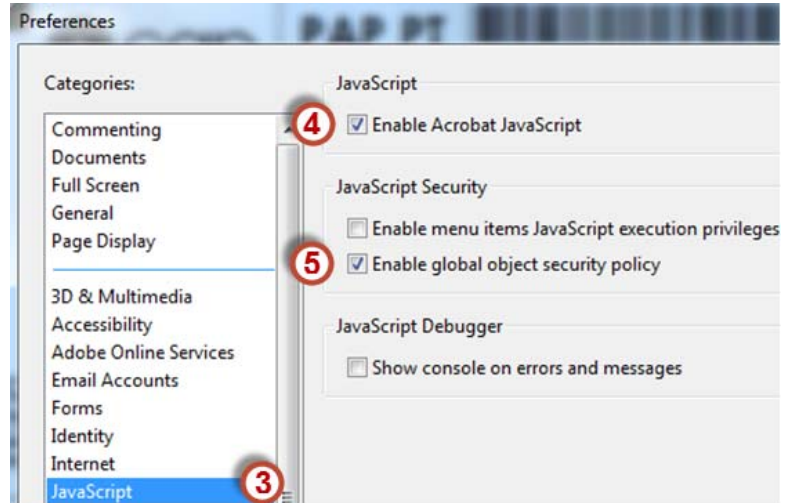 Preferences
PAP PT
Categories:
Commenting
Documents
Full Screen
General
Page Display
3D & Multimedia
Accessibility
Adobe Online Services
Email Accounts
Forms
Identity
Internet
JavaScript
3
JavaScript
4
Enable Acrobat JavaScript
JavaScript Security
Enable menu items JavaScript execution privileges
5
Enable global object security policy
JavaScript Debugger
Show console on errors and messages